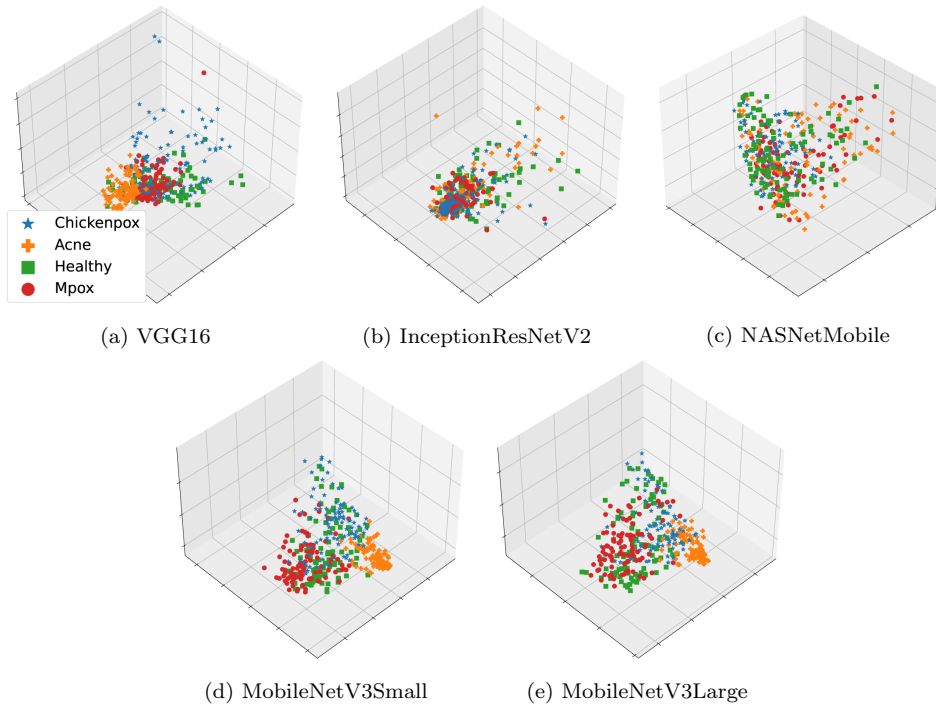 Chickenpox
Acne
Healthy
Mpox
(a) VGG16
(b) InceptionResNetV2
(c) NASNetMobile
(d) MobileNetV3Small
(e) MobileNetV3Large